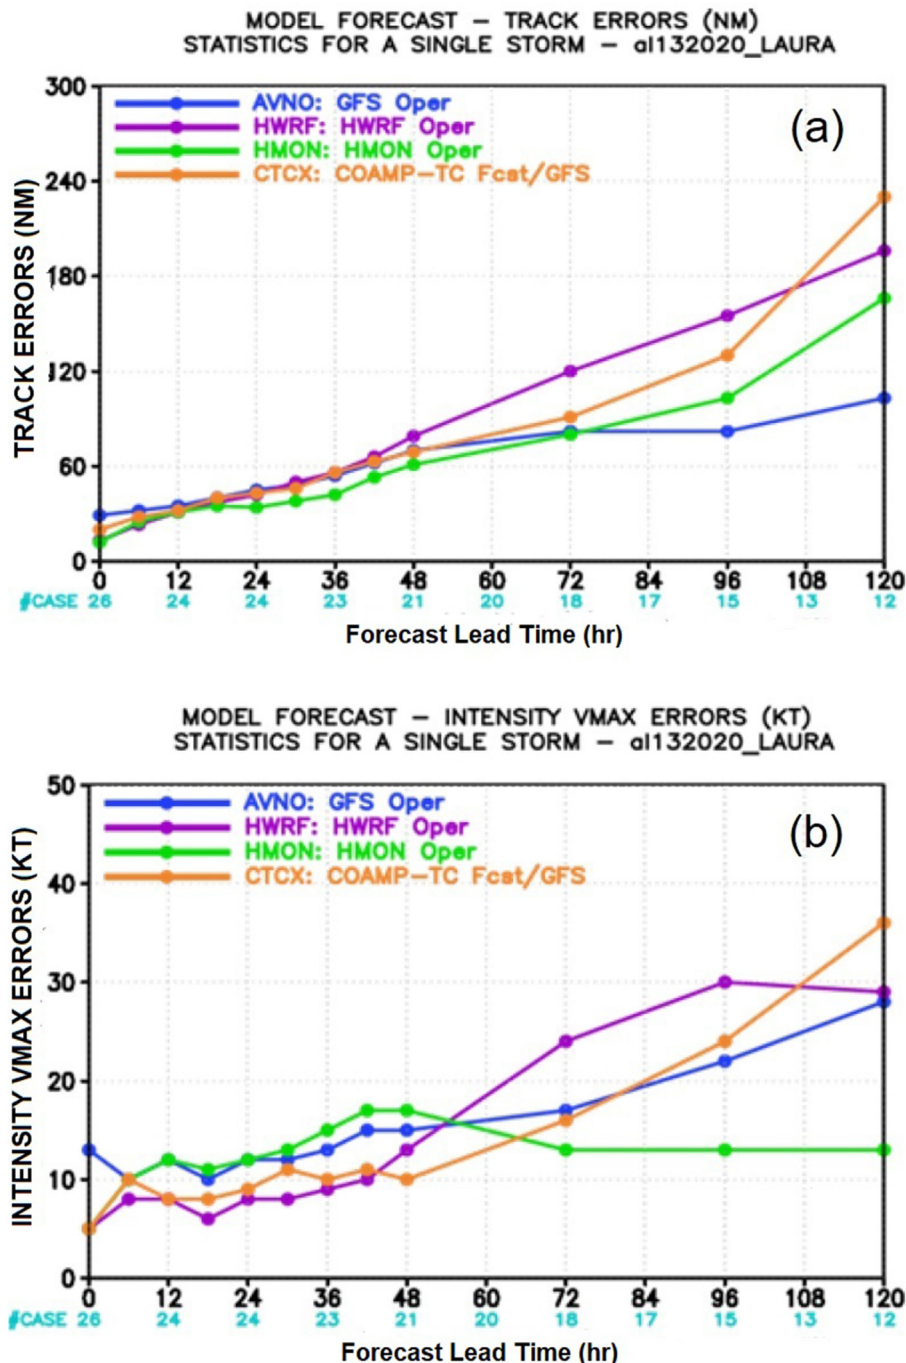 MODEL FORECAST – TRACK ERRORS (NM)
STATISTICS FOR A SINGLE STORM – al132020_LAURA
AVNO: GFS Oper
HWRF: HWRF Oper
HMON: HMON Oper
CTCX: COAMP–TC Fcst/GFS
(a)
TRACK ERRORS (NM)
300
240
180
120
60
0
0 12 24 36 48 60 72 84 96 108 120
#CASE 26 24 24 23 21 20 18 17 15 13 12
Forecast Lead Time (hr)
MODEL FORECAST – INTENSITY VMAX ERRORS (KT)
STATISTICS FOR A SINGLE STORM – al132020_LAURA
AVNO: GFS Oper
HWRF: HWRF Oper
HMON: HMON Oper
CTCX: COAMP–TC Fcst/GFS
(b)
INTENSITY VMAX ERRORS (KT)
50
40
30
20
10
0
0 12 24 36 48 60 72 84 96 108 120
#CASE 26 24 24 23 21 20 18 17 15 13 12
Forecast Lead Time (hr)